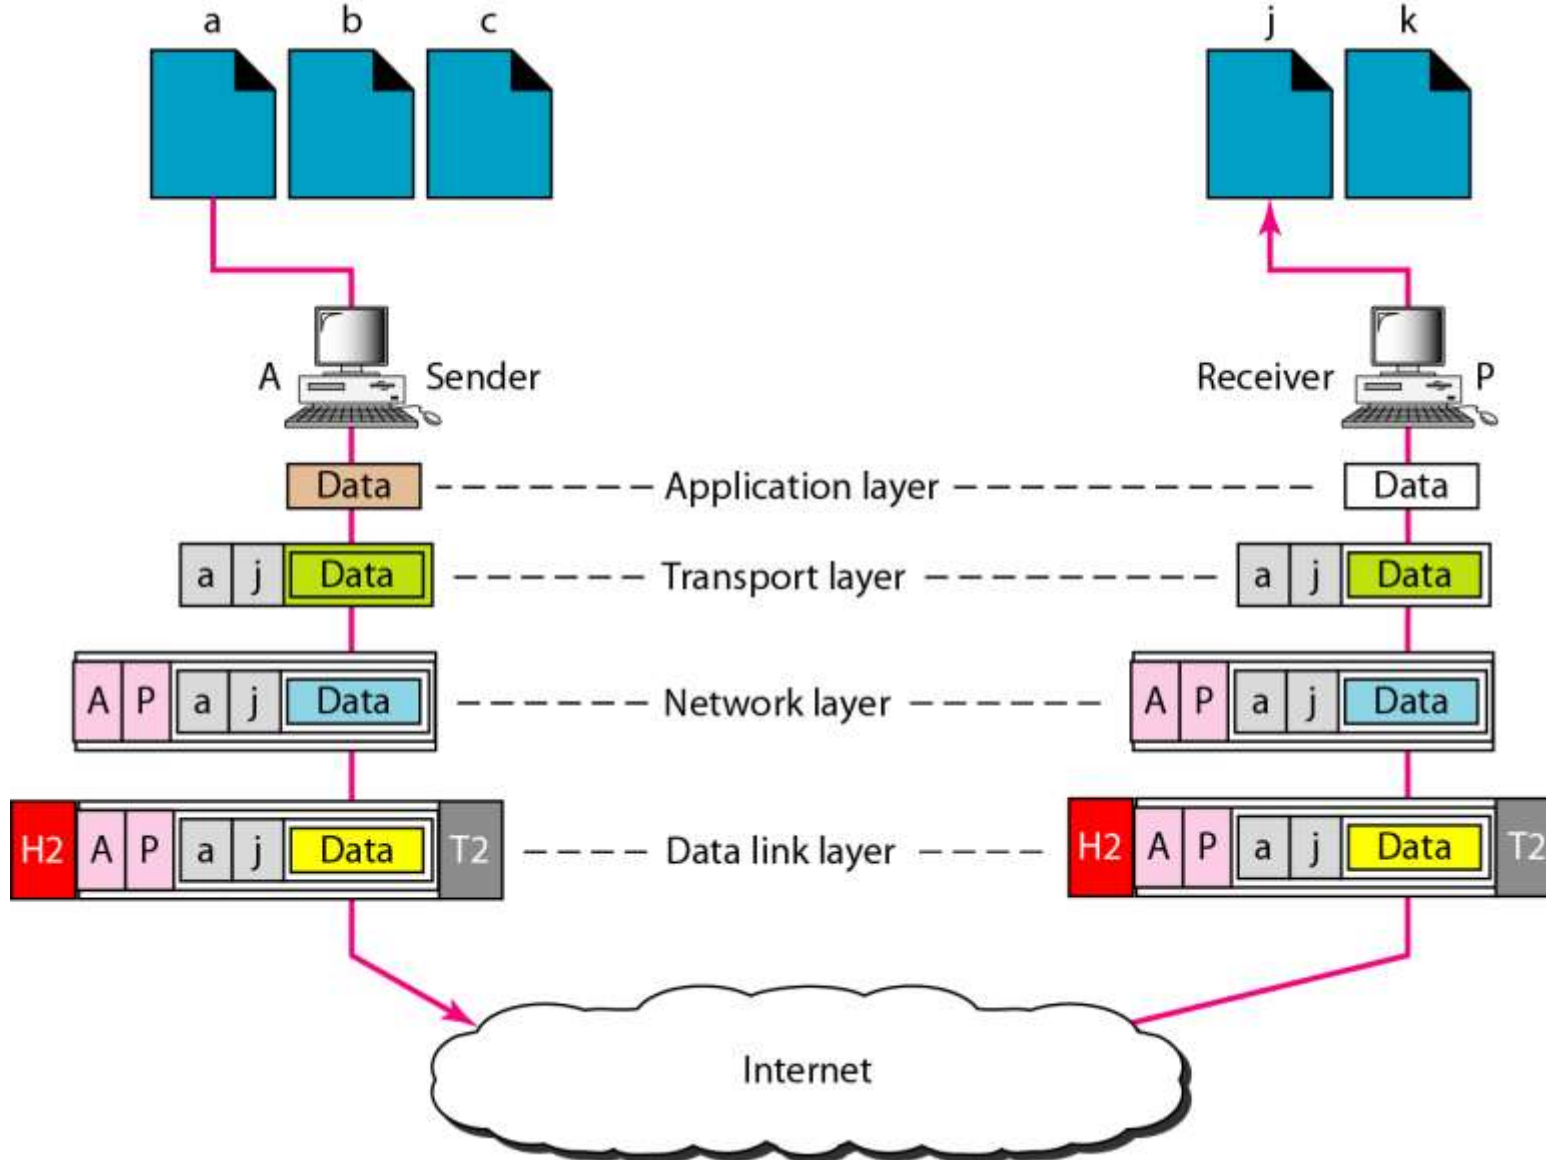 a b c j k
A Sender Receiver P
Data Application layer Data
a j Data Transport layer a j Data
A P a j Data Network layer A P a j Data
H2 A P a j Data T2 Data link layer H2 A P a j Data T2
Internet